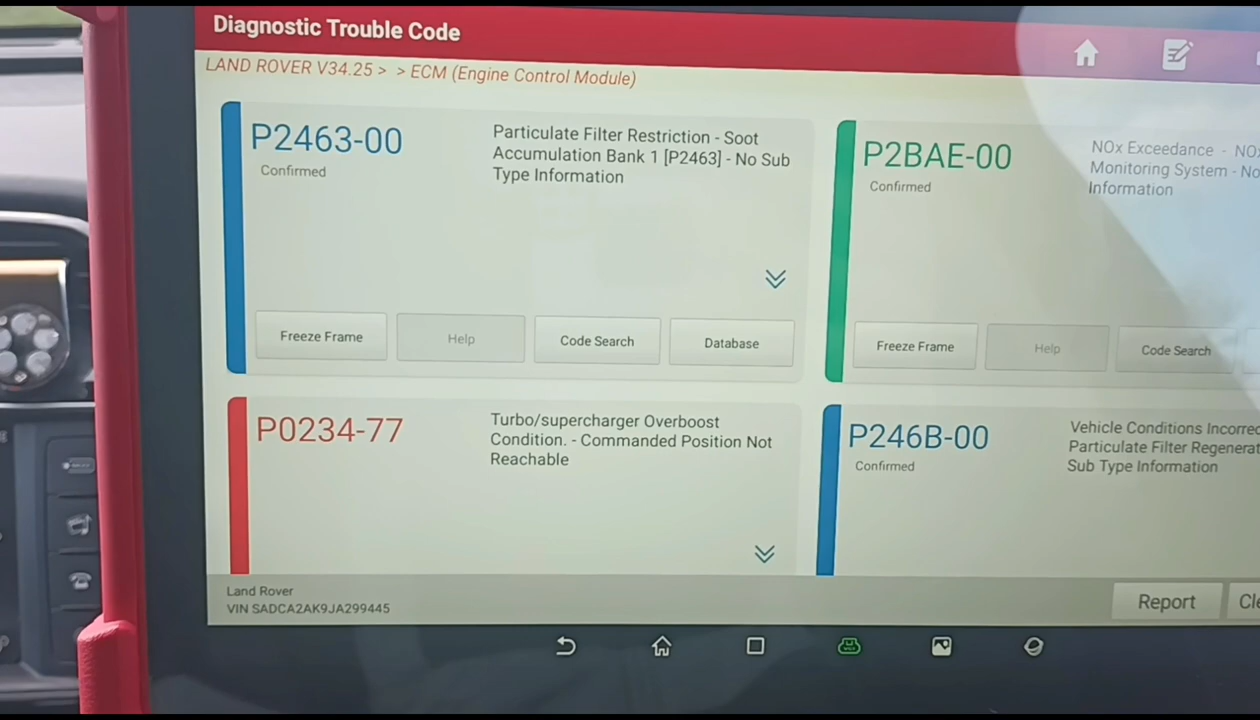 Diagnostic Trouble Code
LAND ROVER V34.25 > > ECM (Engine Control Module)
P2463-00
Confirmed
Particulate Filter Restriction - Soot
Accumulation Bank 1 [P2463] - No Sub
Type Information
Freeze Frame
Help
Code Search
Database
P2BAE-00
Confirmed
NOx Exceedance -
Monitoring System - No
Information
Freeze Frame
Help
Code Search
P0234-77
Turbo/supercharger Overboost
Condition. - Commanded Position Not
Reachable
P246B-00
Confirmed
Vehicle Conditions
Particulate Filter
Sub Type Information
Land Rover
VIN SADCA2AK9JA299445
Report